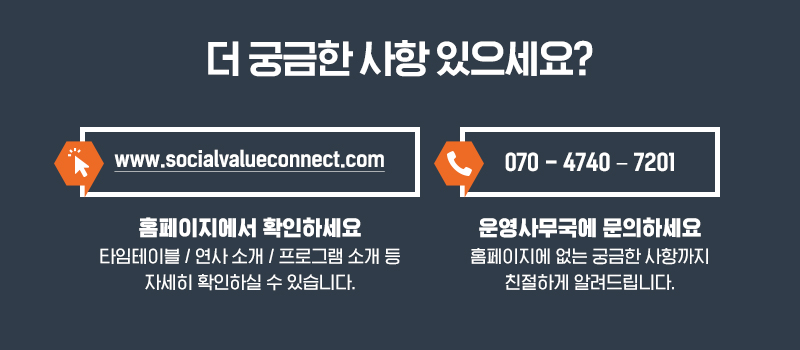 더 궁금한 사항 있으세요?
www.socialvalueconnect.com
홈페이지에서 확인하세요
타임테이블 / 연사 소개 / 프로그램 소개 등
자세히 확인하실 수 있습니다.
070 - 4740 – 7201
운영사무국에 문의하세요
홈페이지에 없는 궁금한 사항까지
친절하게 알려드립니다.